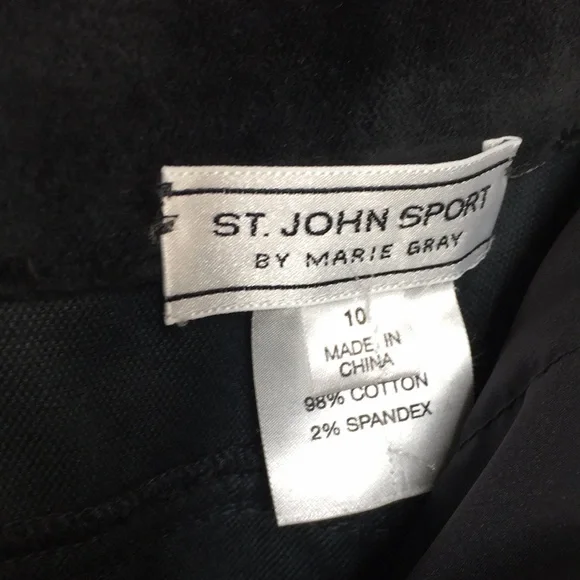 ST. JOHN SPORT
BY MARIE GRAY
10
MADE IN
CHINA
98% COTTON
2% SPANDEX